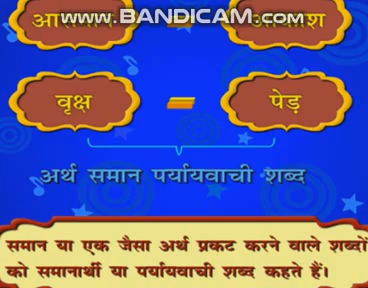 www.BANDICAM.com
वृक्ष = पेड़
अर्थ समान पर्यायवाची शब्द
समान या एक जैसा अर्थ प्रकट करने वाले शब्दों
को समानार्थी या पर्यायवाची शब्द कहते हैं।